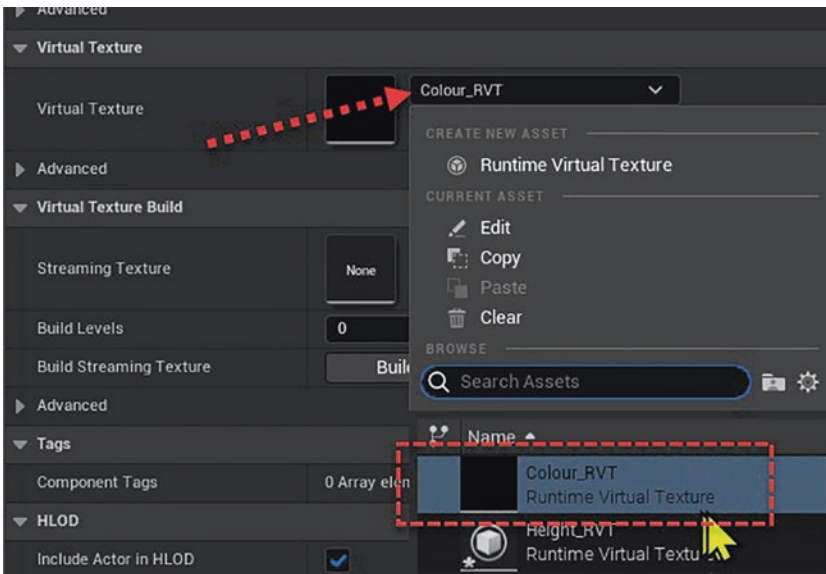 Advanced
Virtual Texture
Virtual Texture
Colour_RVT
CREATE NEW ASSET
Runtime Virtual Texture
CURRENT ASSET
Edit
Copy
Paste
Clear
BROWSE
Search Assets
Name
Colour_RVT
Runtime Virtual Texture
Height_RVT
Runtime Virtual
Advanced
Virtual Texture Build
Streaming Texture
None
Build Levels
0
Build Streaming Texture
Advanced
Tags
Component Tags
0 Array
HLOD
Include Actor in HLOD